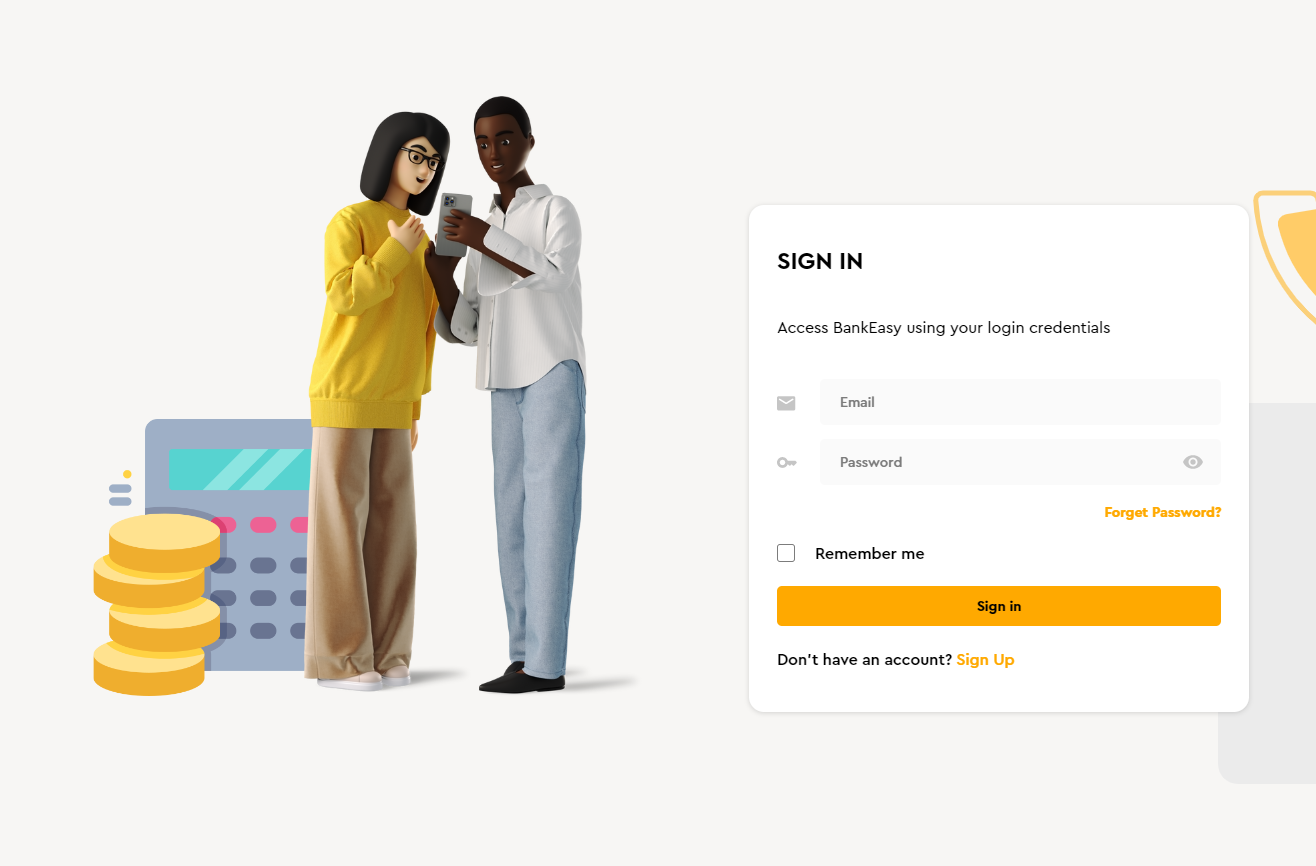 SIGN IN
Access BankEasy using your login credentials
Email
Password
Forget Password?
Remember me
Sign in
Don't have an account? Sign Up